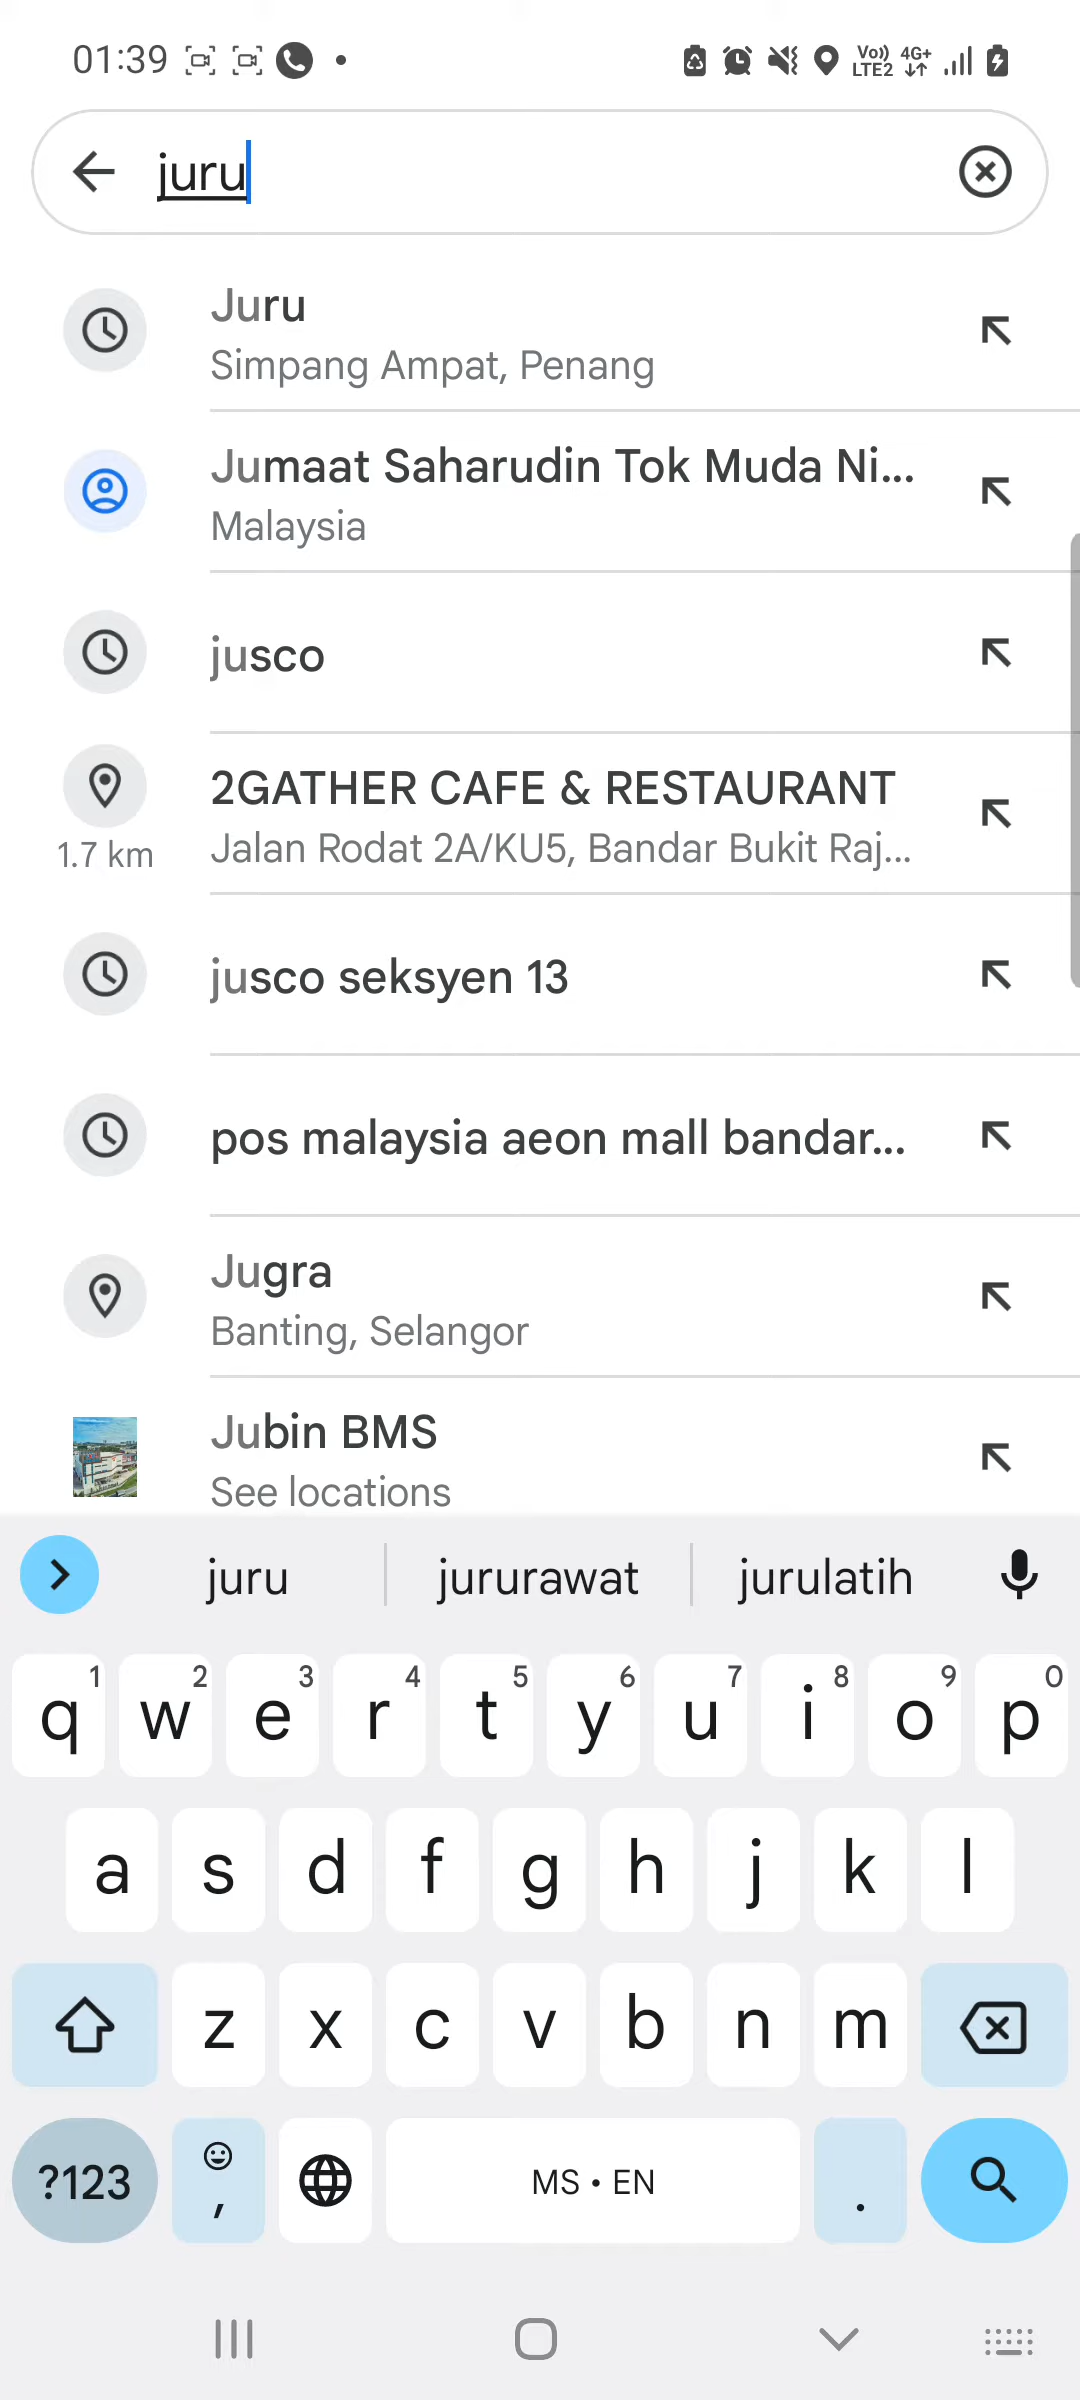 01:39
Vo)) LTE2 4G+
juru
Juru
Simpang Ampat, Penang
Jumaat Saharudin Tok Muda Ni...
Malaysia
jusco
2GATHER CAFE & RESTAURANT
1.7 km
Jalan Rodat 2A/KU5, Bandar Bukit Raj...
jusco seksyen 13
pos malaysia aeon mall bandar...
Jugra
Banting, Selangor
Jubin BMS
See locations
juru jururawat jurulatih
1 2 3 4 5 6 7 8 9 0
q w e r t y u i o p
a s d f g h j k l
z x c v b n m
?123 , MS • EN .